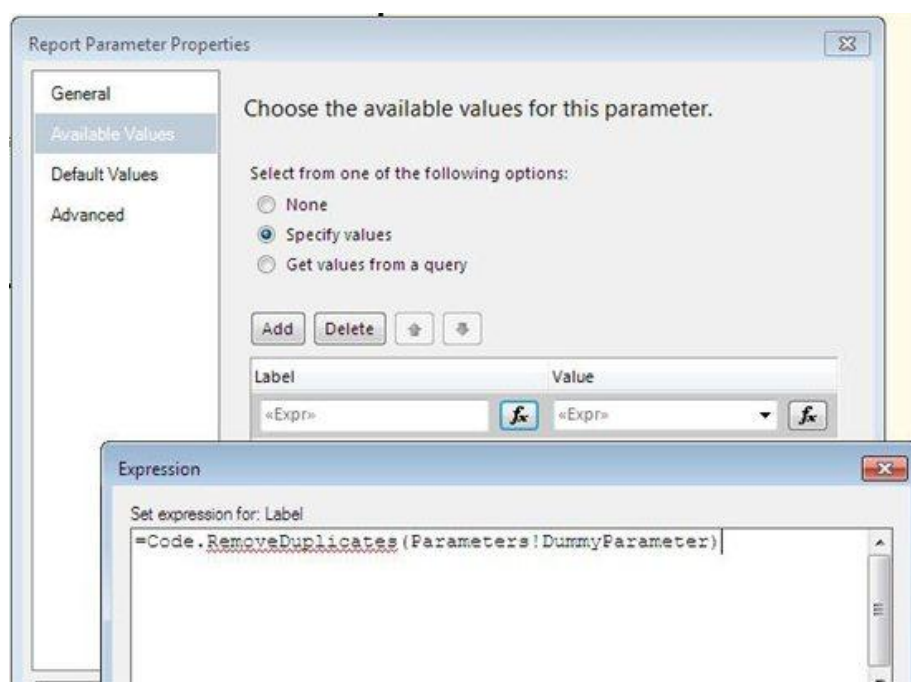 Report Parameter Properties
General
Available Values
Default Values
Advanced
Choose the available values for this parameter.
Select from one of the following options:
None
Specify values
Get values from a query
Add Delete
Label Value
«Expr» fx «Expr» fx
Expression
Set expression for: Label
=Code.RemoveDuplicates(Parameters!DummyParameter)